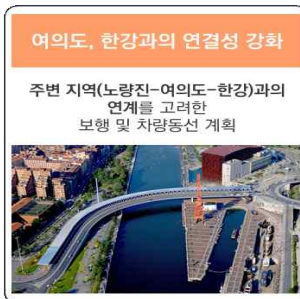 여의도, 한강과의 연결성 강화
주변 지역(노량진-여의도-한강)과의
연계를 고려한
보행 및 차량동선 계획